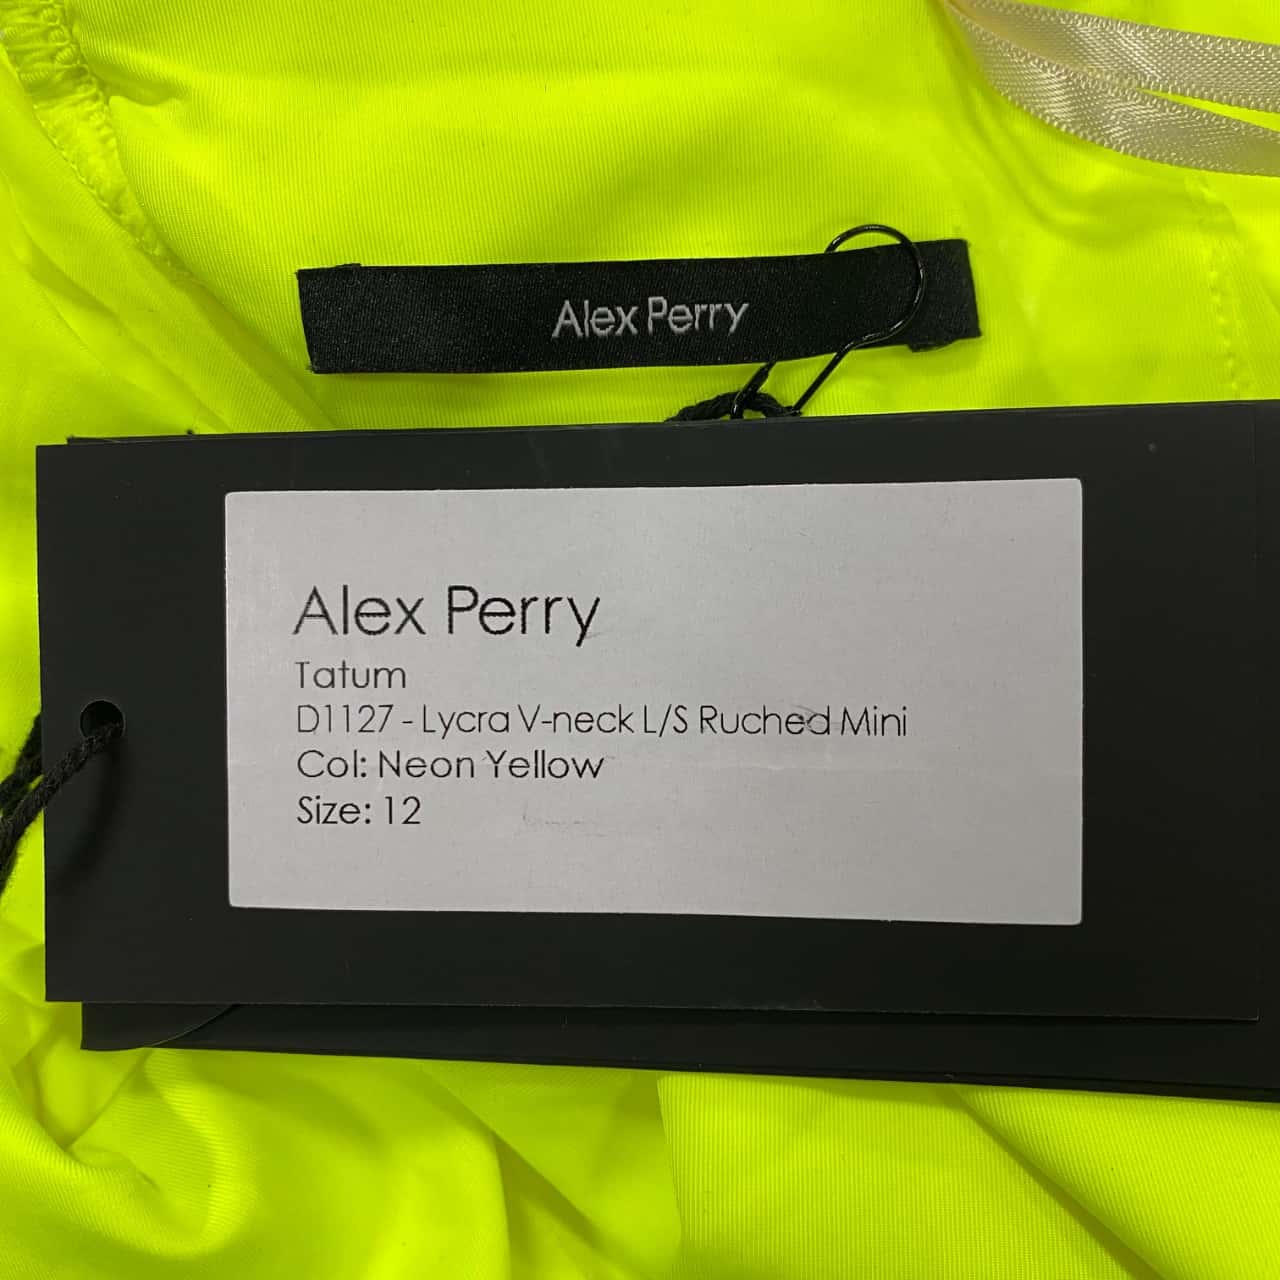 Alex Perry
Alex Perry
Tatum
D1127 - Lycra V-neck L/S Ruched Mini
Col: Neon Yellow
Size: 12